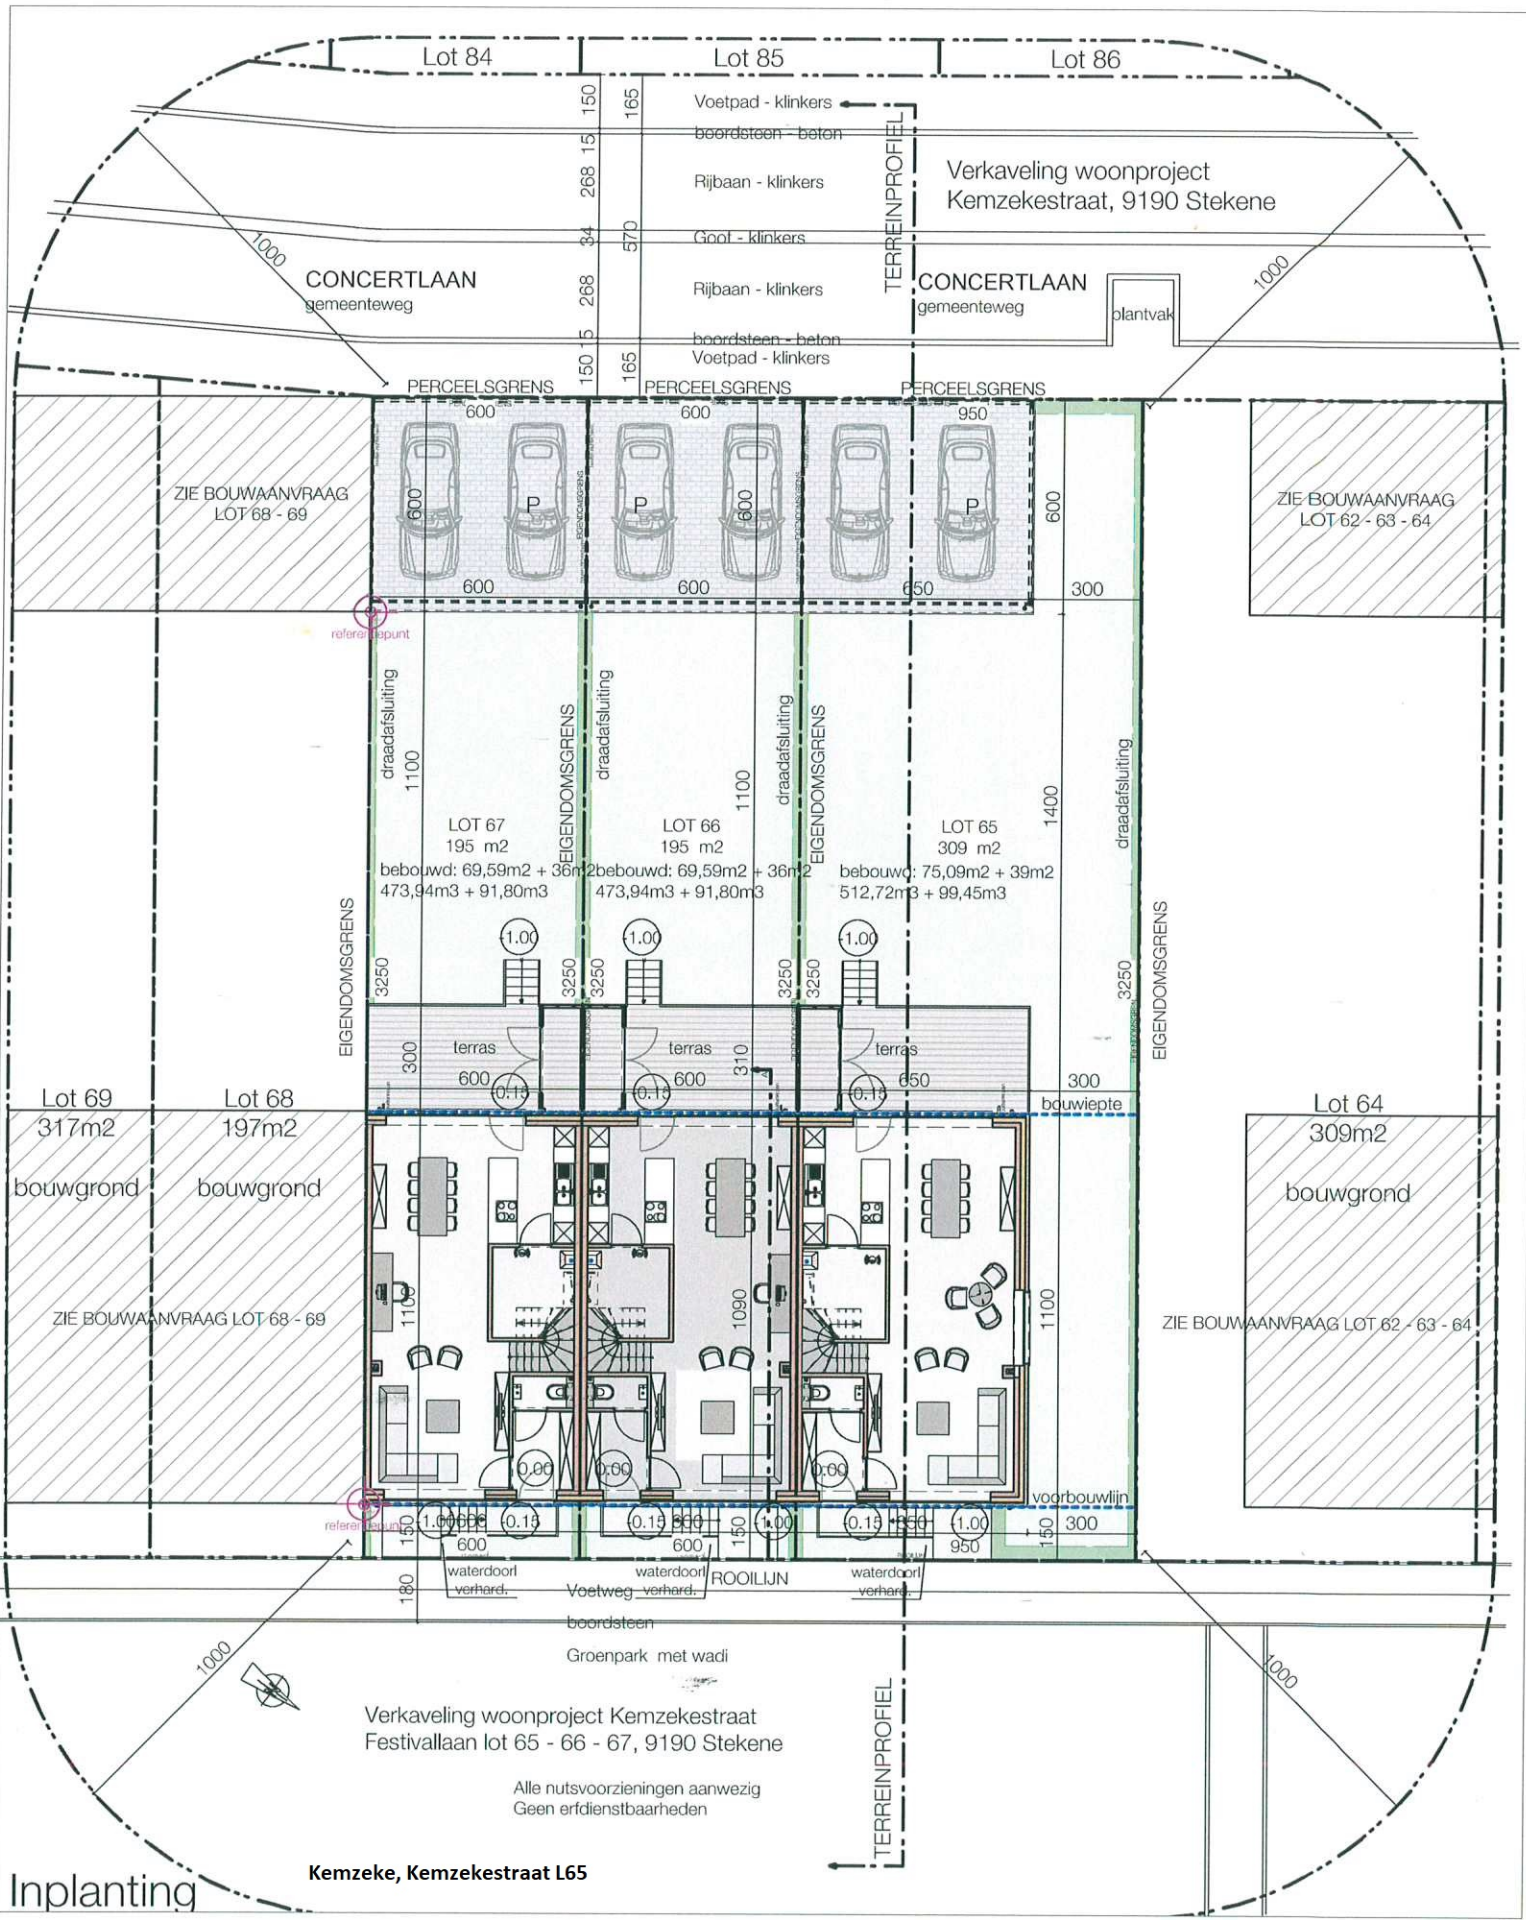 Lot 84
Lot 85
Lot 86
150
165
Voetpad - klinkers
15
boordsteen - beton
TERREINPROFIEL
Verkaveling woonproject
Kemzekestraat, 9190 Stekene
268
Rijbaan - klinkers
34
570
Goot - klinkers
1000
CONCERTLAAN
gemeenteweg
268
Rijbaan - klinkers
CONCERTLAAN
gemeenteweg
plantvak
1000
15
boordsteen - beton
150
165
Voetpad - klinkers
PERCEELSGRENS
PERCEELSGRENS
PERCEELSGRENS
600
600
950
ZIE BOUWAANVRAAG
LOT 68 - 69
600
P
EIGENDOMSGRENS
P
600
EIGENDOMSGRENS
P
600
ZIE BOUWAANVRAAG
LOT 62 - 63 - 64
600
600
650
300
referentiepunt
draadafsluiting
1100
EIGENDOMSGRENS
draadafsluiting
1100
draadafsluiting
EIGENDOMSGRENS
1400
draadafsluiting
LOT 67
195 m2
bebouwd: 69,59m2 + 36m2
473,94m3 + 91,80m3
LOT 66
195 m2
bebouwd: 69,59m2 + 36m2
473,94m3 + 91,80m3
LOT 65
309 m2
bebouwd: 75,09m2 + 39m2
512,72m3 + 99,45m3
EIGENDOMSGRENS
EIGENDOMSGRENS
-1.00
-1.00
-1.00
3250
3250
3250
3250
3250
3250
300
terras
terras
310
terras
600
600
650
300
-0.15
-0.15
-0.15
bouwiepte
Lot 69
317m2
bouwgrond
Lot 68
197m2
bouwgrond
Lot 64
309m2
bouwgrond
ZIE BOUWAANVRAAG LOT 68 - 69
1100
1090
1100
ZIE BOUWAANVRAAG LOT 62 - 63 - 64
0.00
0.00
0.00
voorbouwlijn
referentiepunt
150
-1.00
600
-0.15
-0.15
300
150
-1.00
-0.15
350
-1.00
150
300
600
600
950
waterdoorl
verhard.
waterdoorl
verhard.
waterdoorl
verhard.
ROOILIJN
180
Voetweg
boordsteen
Groenpark met wadi
1000
1000
Verkaveling woonproject Kemzekestraat
Festivallaan lot 65 - 66 - 67, 9190 Stekene
Alle nutsvoorzieningen aanwezig
Geen erfdienstbaarheden
TERREINPROFIEL
Kemzeke, Kemzekestraat L65
Inplanting